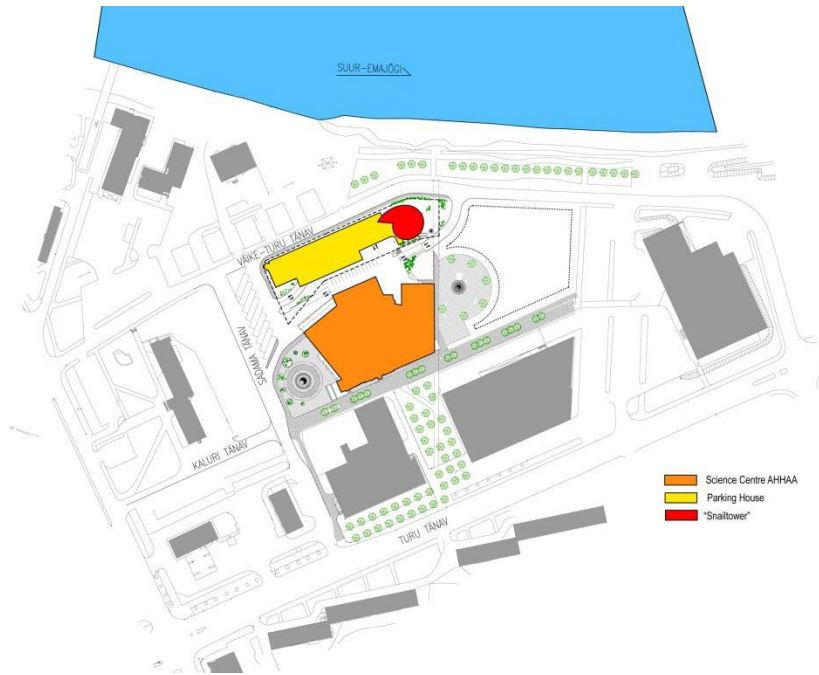 SUUR-EMAJÕGI
VÄIKE-TURU TÄNAV
SADAMA TÄNAV
KALURI TÄNAV
TURU TÄNAV
Science Centre AHHAA
Parking House
"Snailtower"